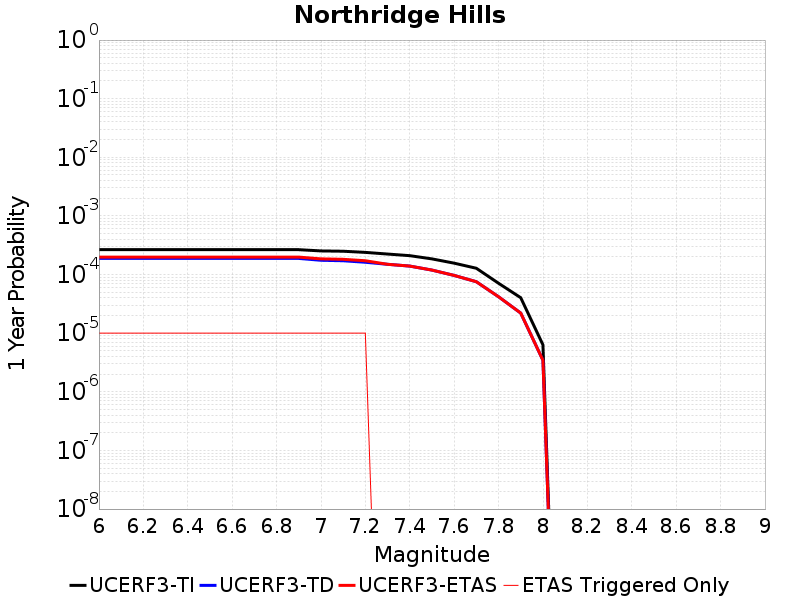 Northridge Hills
1 Year Probability
10^0
10^-1
10^-2
10^-3
10^-4
10^-5
10^-6
10^-7
10^-8
6 6.2 6.4 6.6 6.8 7 7.2 7.4 7.6 7.8 8 8.2 8.4 8.6 8.8 9
Magnitude
UCERF3-TI UCERF3-TD UCERF3-ETAS ETAS Triggered Only